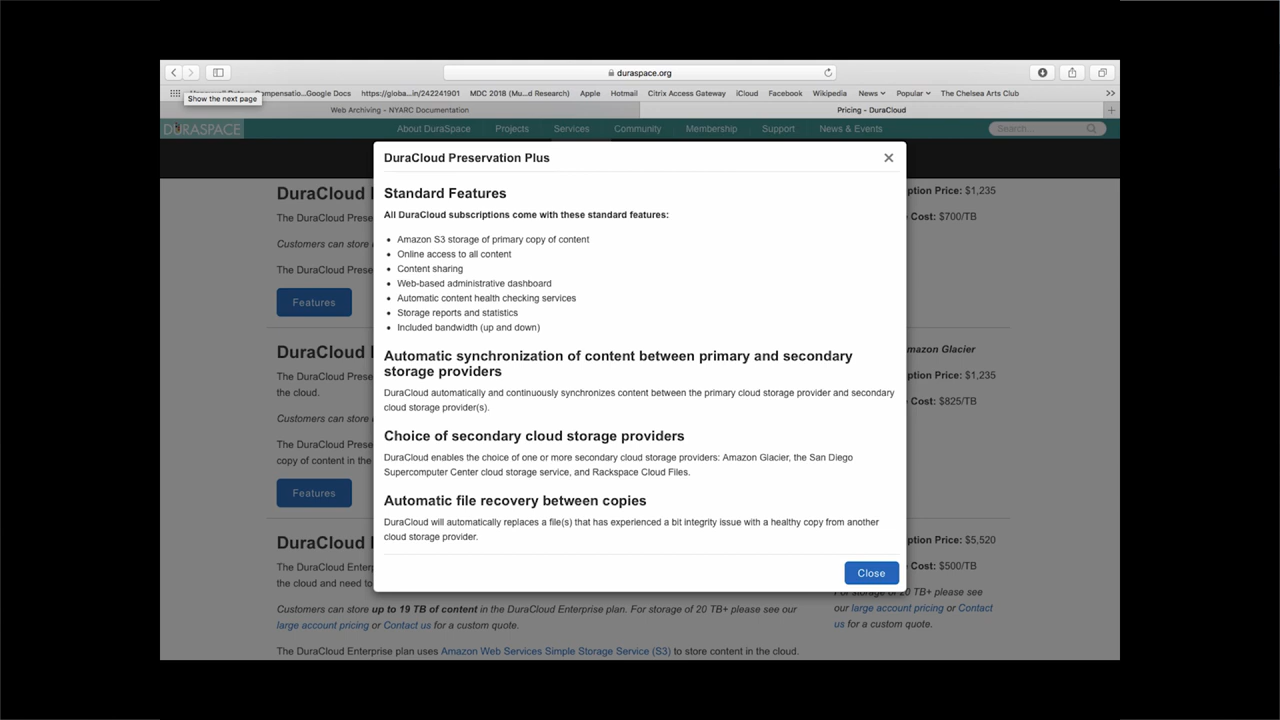 duraspace.org
Compensatio...Google Docs https://globa...in/242241901 MDC 2018 (Mu...d Research) Apple Hotmail Citrix Access Gateway iCloud Facebook Wikipedia News Popular The Chelsea Arts Club
Show the next page
Web Archiving - NYARC Documentation Pricing - DuraCloud
DURASPACE About DuraSpace Projects Services Community Membership Support News & Events Search...
DuraCloud Preservation Plus
Standard Features
All DuraCloud subscriptions come with these standard features:
• Amazon S3 storage of primary copy of content
• Online access to all content
• Content sharing
• Web-based administrative dashboard
• Automatic content health checking services
• Storage reports and statistics
• Included bandwidth (up and down)
Automatic synchronization of content between primary and secondary
storage providers
DuraCloud automatically and continuously synchronizes content between the primary cloud storage provider and secondary
cloud storage provider(s).
Choice of secondary cloud storage providers
DuraCloud enables the choice of one or more secondary cloud storage providers: Amazon Glacier, the San Diego
Supercomputer Center cloud storage service, and Rackspace Cloud Files.
Automatic file recovery between copies
DuraCloud will automatically replaces a file(s) that has experienced a bit integrity issue with a healthy copy from another
cloud storage provider.
Close
DuraCloud
The DuraCloud Prese
Customers can store
The DuraCloud Prese
Features
ption Price: $1,235
Cost: $700/TB
DuraCloud
The DuraCloud Prese
the cloud.
Customers can store
The DuraCloud Prese
copy of content in the
Features
mazon Glacier
ption Price: $1,235
Cost: $825/TB
DuraCloud
The DuraCloud Enter
the cloud and need to
Customers can store up to 19 TB of content in the DuraCloud Enterprise plan. For storage of 20 TB+ please see our
large account pricing or Contact us for a custom quote.
The DuraCloud Enterprise plan uses Amazon Web Services Simple Storage Service (S3) to store content in the cloud.
ption Price: $5,520
Cost: $500/TB
For storage of 20 TB+ please see
our large account pricing or Contact
us for a custom quote.